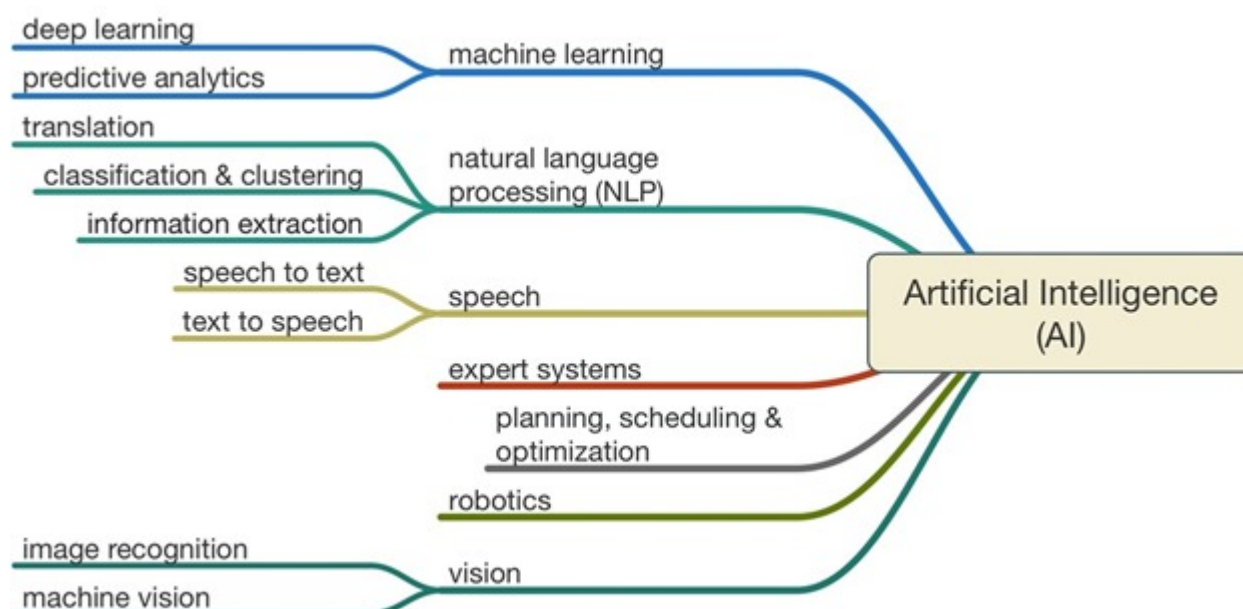 deep learning
predictive analytics
machine learning
translation
classification & clustering
information extraction
natural language
processing (NLP)
speech to text
text to speech
speech
expert systems
planning, scheduling &
optimization
robotics
image recognition
machine vision
vision
Artificial Intelligence
(AI)